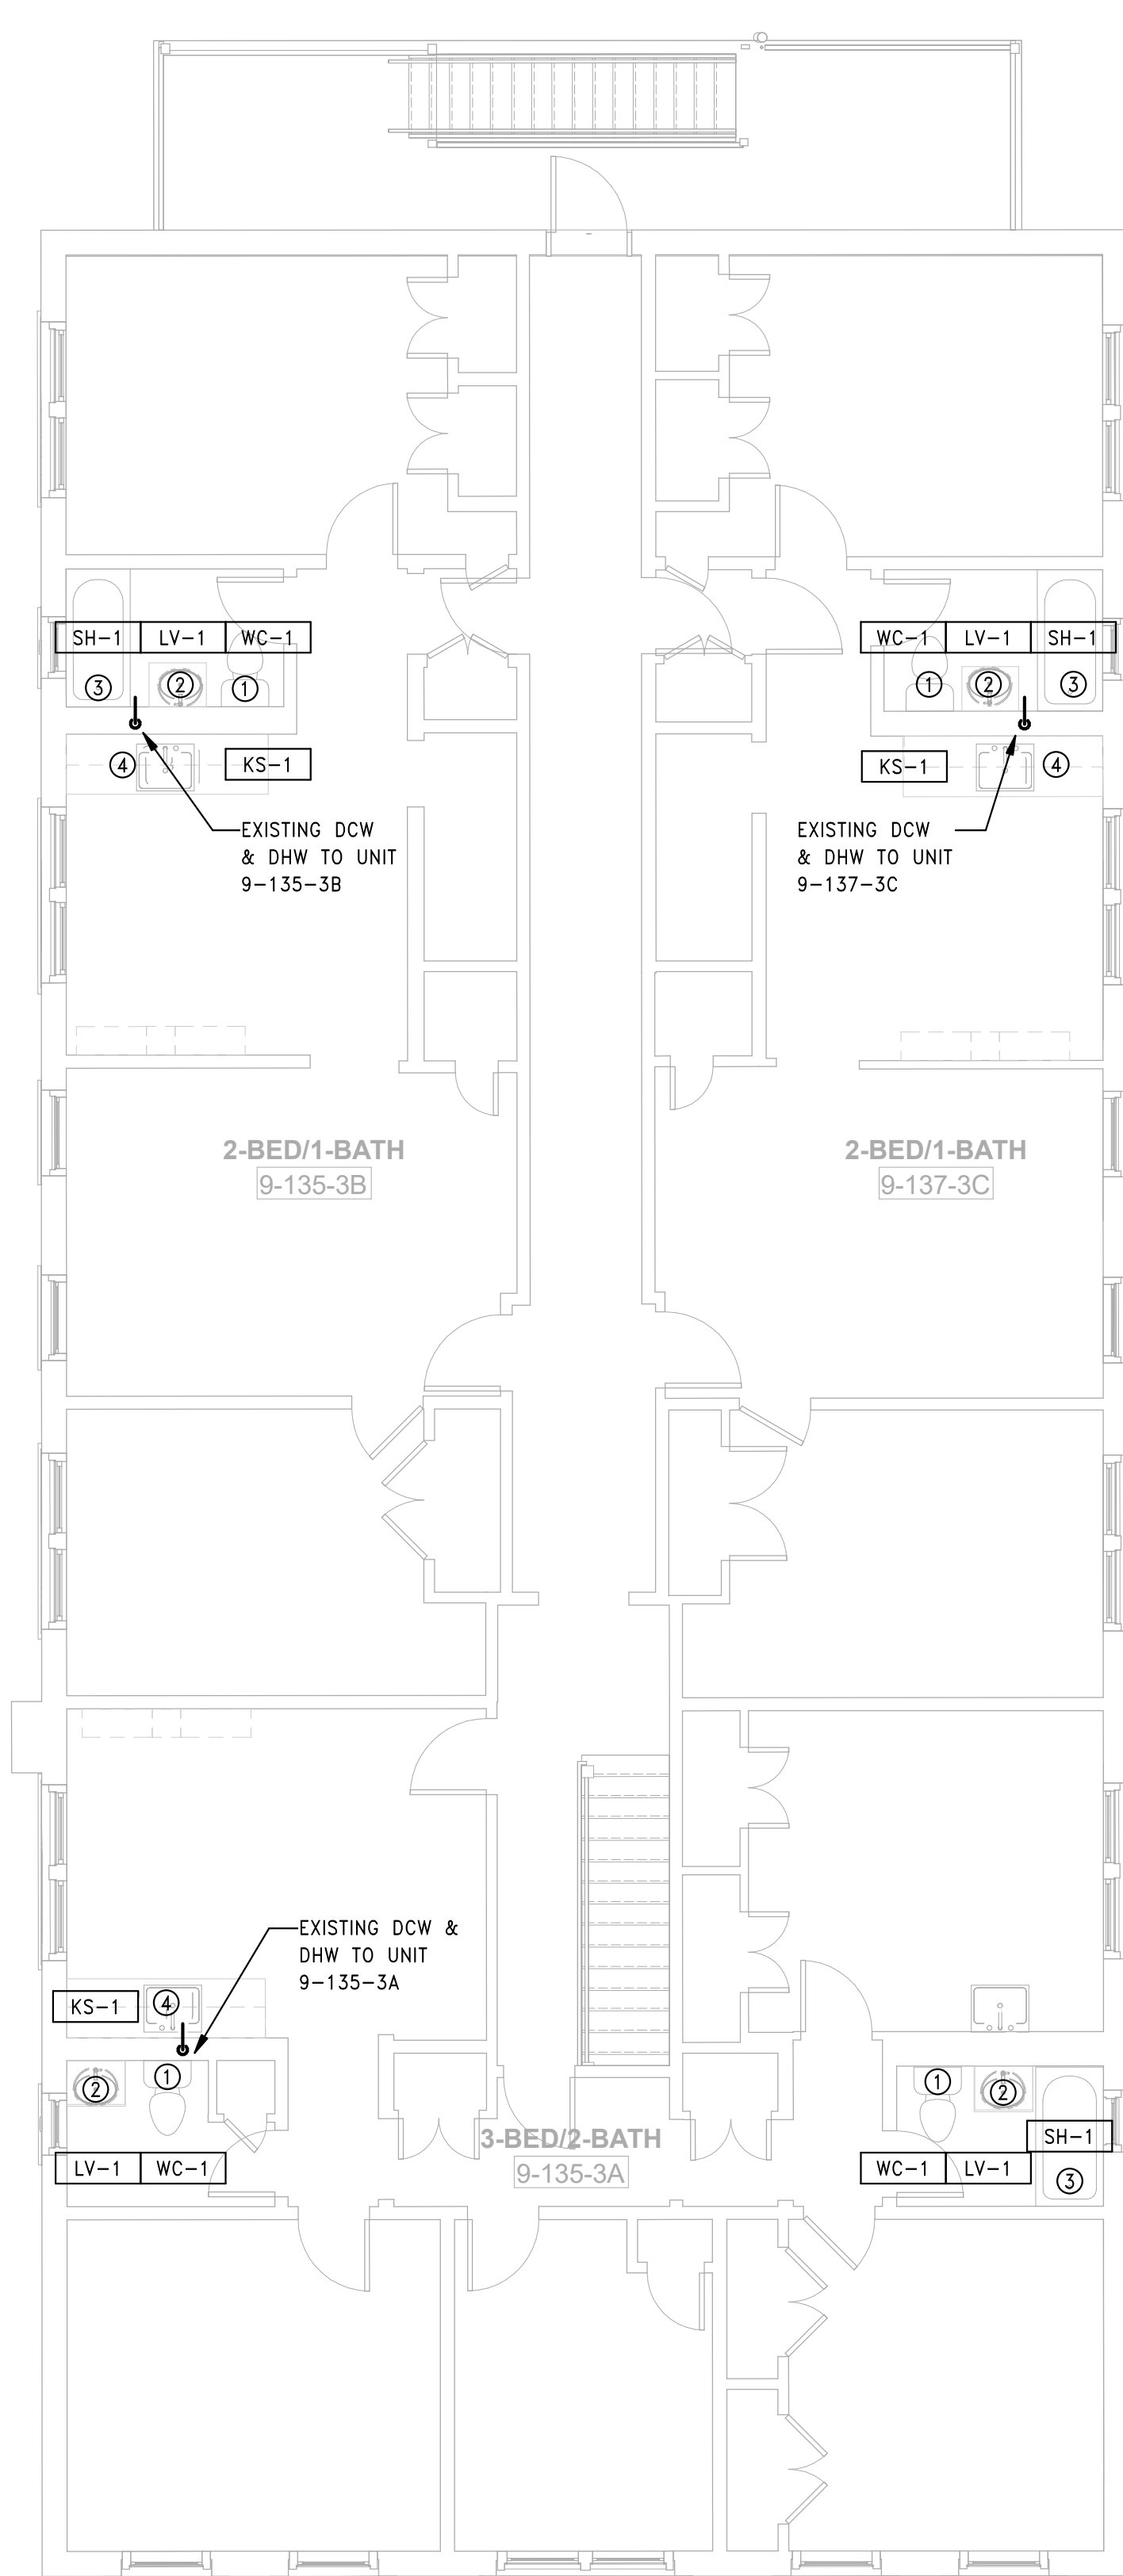 SH-1 LV-1 WC-1
WC-1 LV-1 SH-1
3 2 1
1 2 3
4 KS-1
KS-1 4
EXISTING DCW
& DHW TO UNIT
9-135-3B
EXISTING DCW
& DHW TO UNIT
9-137-3C
2-BED/1-BATH
9-135-3B
2-BED/1-BATH
9-137-3C
EXISTING DCW &
DHW TO UNIT
9-135-3A
KS-1 4
2 1
1 2
3-BED/2-BATH
9-135-3A
SH-1
LV-1 WC-1
WC-1 LV-1
3